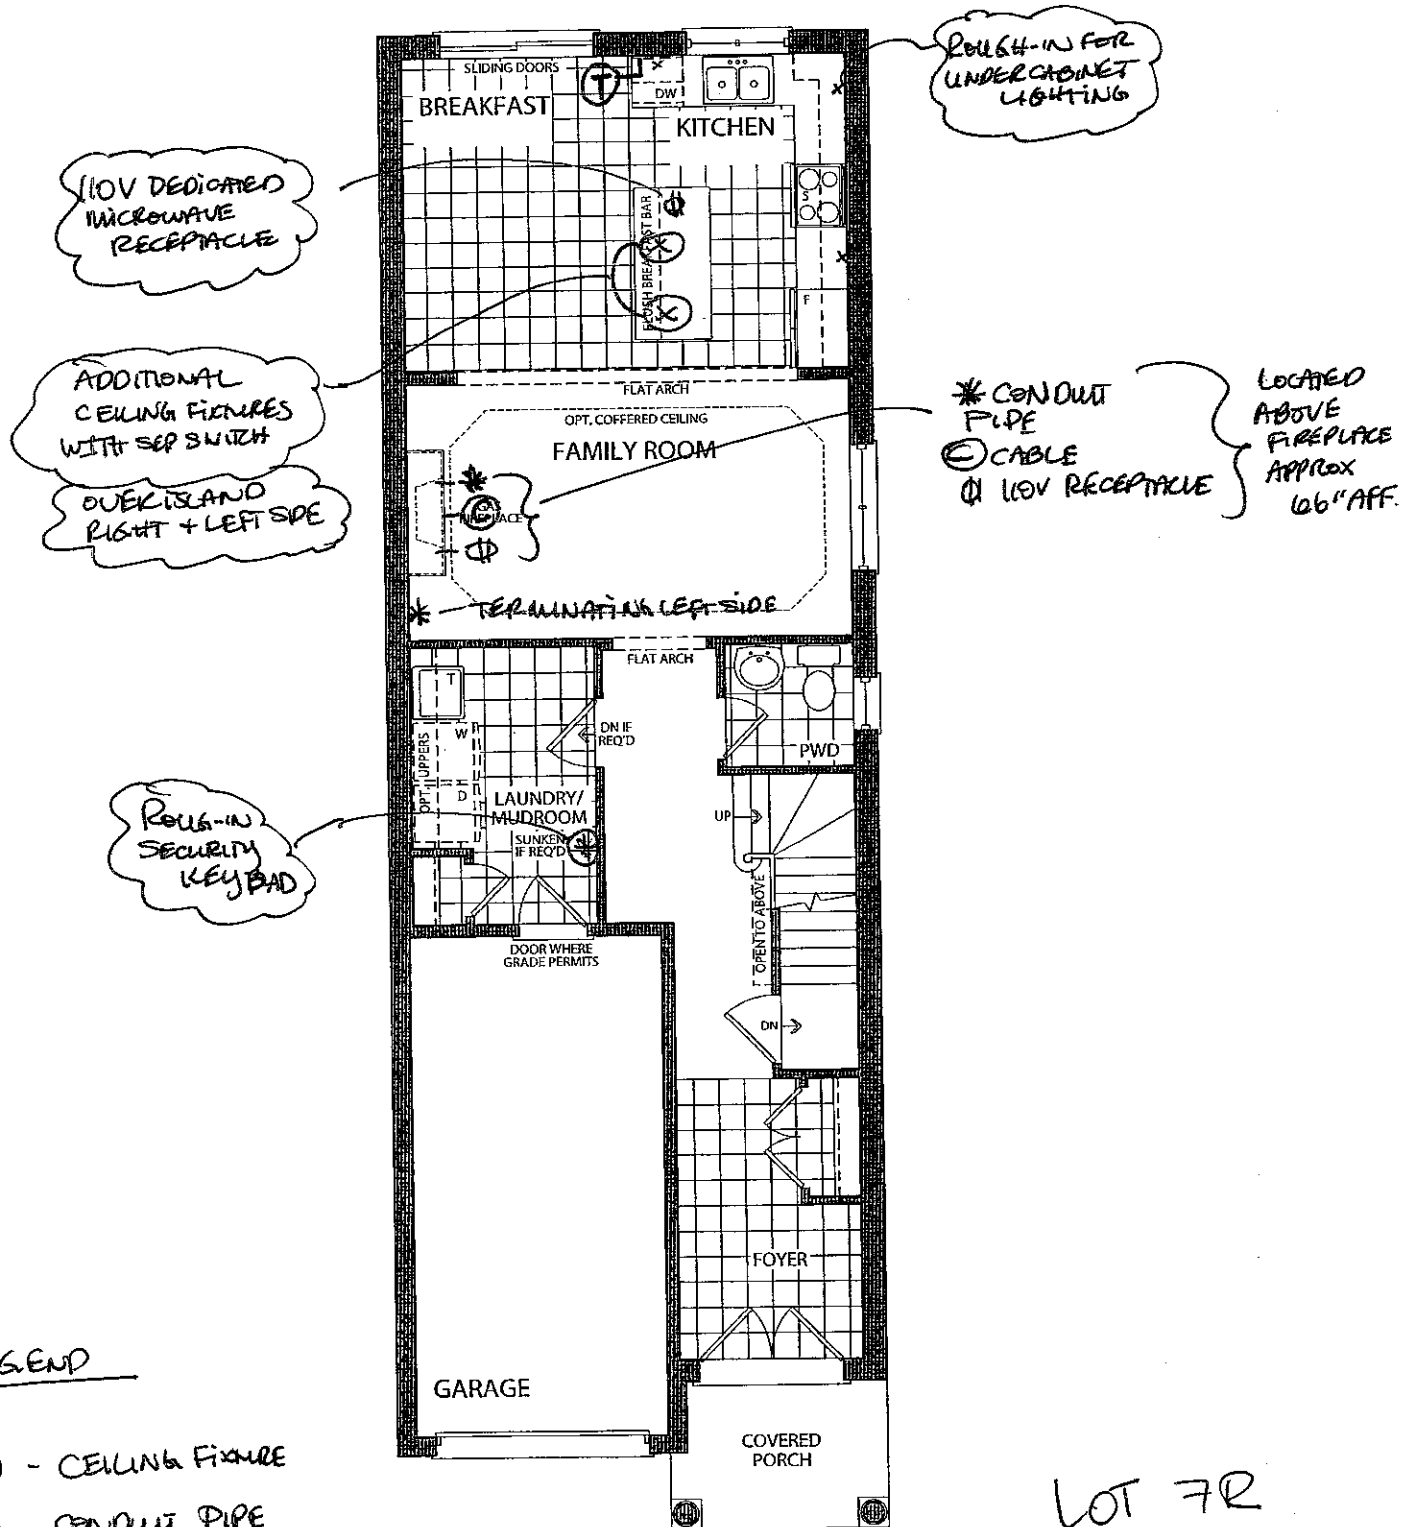 ROUGH-IN FOR
UNDERCABINET
LIGHTING
SLIDING DOORS
BREAKFAST
T
DW
KITCHEN
110V DEDICATED
MICROWAVE
RECEPTACLE
S
FLUSH BREAKFAST BAR
F
ADDITIONAL
CEILING FIXTURES
WITH SEP SWITCH
OVER ISLAND
RIGHT + LEFT SIDE
FLAT ARCH
OPT. COFFERED CEILING
FAMILY ROOM
CONDUIT
PIPE
C CABLE
110V RECEPTACLE
LOCATED
ABOVE
FIREPLACE
APPROX
66" AFF.
C
FIREPLACE
TERMINATING LEFT SIDE
FLAT ARCH
T
DN IF
REQ'D
W
OPT. UPPERS
D
PWD
LAUNDRY/
MUDROOM
SUNKEN
IF REQ'D
UP
ROUG-IN
SECURITY
KEYPAD
OPEN TO ABOVE
DOOR WHERE
GRADE PERMITS
DN
FOYER
GARAGE
COVERED
PORCH
GEND
- CEILING FIXTURE
CONDUIT PIPE
LOT 7R